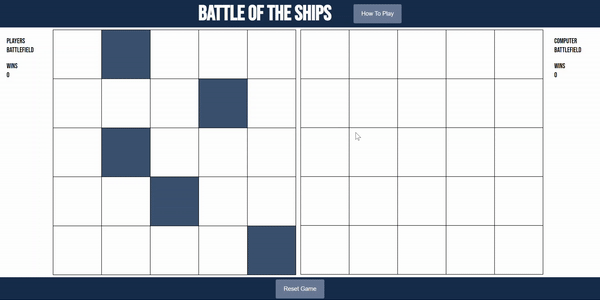 BATTLE OF THE SHIPS
How To Play
PLAYERS
BATTLEFIELD
WINS
0
COMPUTER
BATTLEFIELD
WINS
0
Reset Game